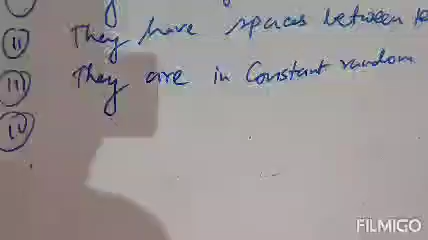 (ii) They have spaces between
(iii) They are in Constant random
(iv)
FILMIGO